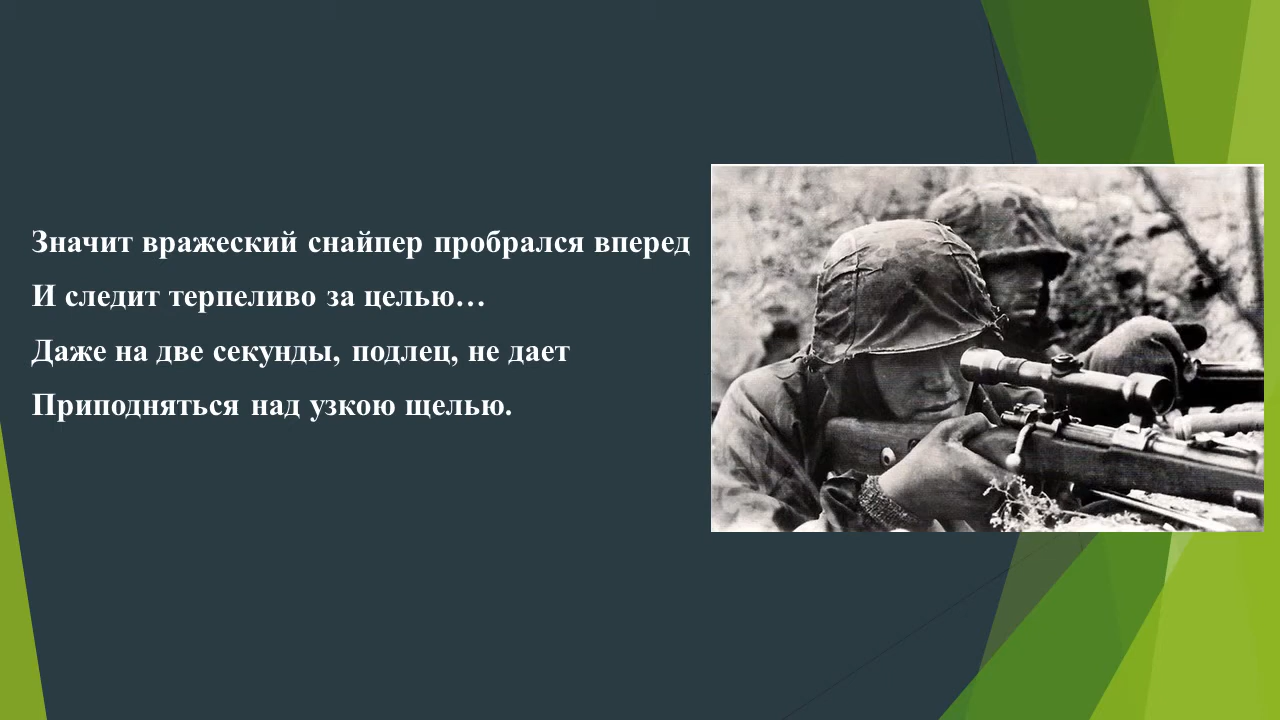 Значит вражеский снайпер пробрался вперед
И следит терпеливо за целью…
Даже на две секунды, подлец, не дает
Приподняться над узкою щелью.